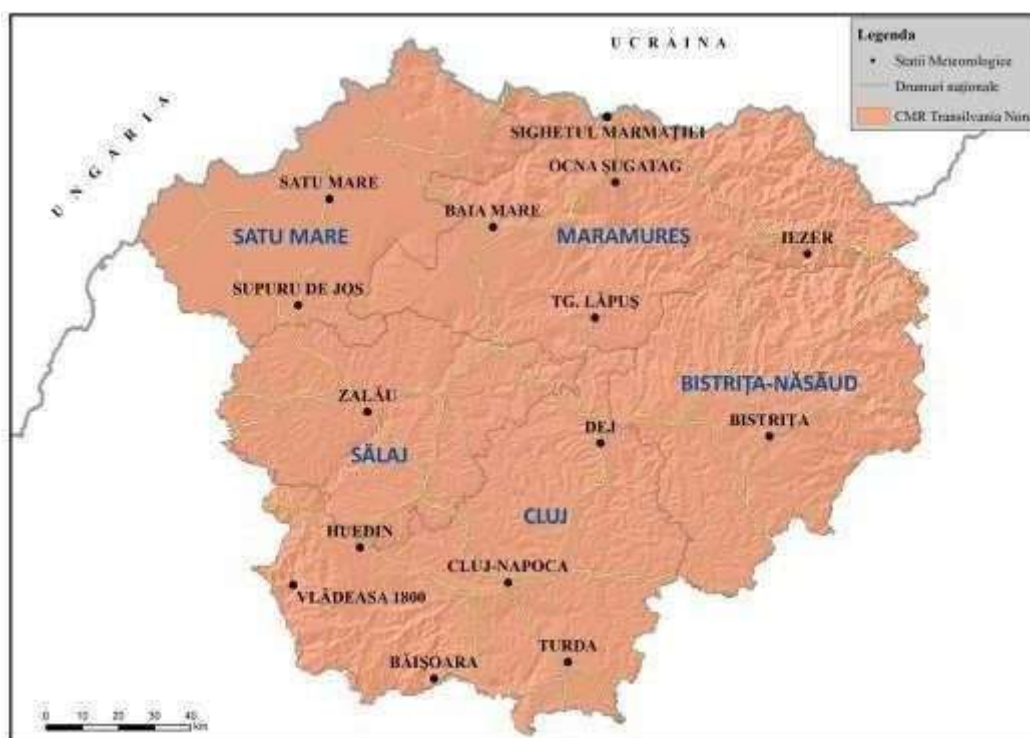 UCRAINA
UNGARIA
Legenda
Statii Meteorologice
Drumuri naționale
CMR Transilvania Nord
SIGHETUL MARMAȚIEI
OCNA ȘUGATAG
SATU MARE
BAIA MARE
SATU MARE
MARAMUREȘ
IEZER
SUPURU DE JOS
TG. LĂPUȘ
BISTRIȚA-NĂSĂUD
ZALĂU
BISTRIȚA
DEJ
SĂLAJ
CLUJ
HUEDIN
CLUJ-NAPOCA
VLĂDEASA 1800
TURDA
BĂIȘOARA
0 10 20 30 40
km